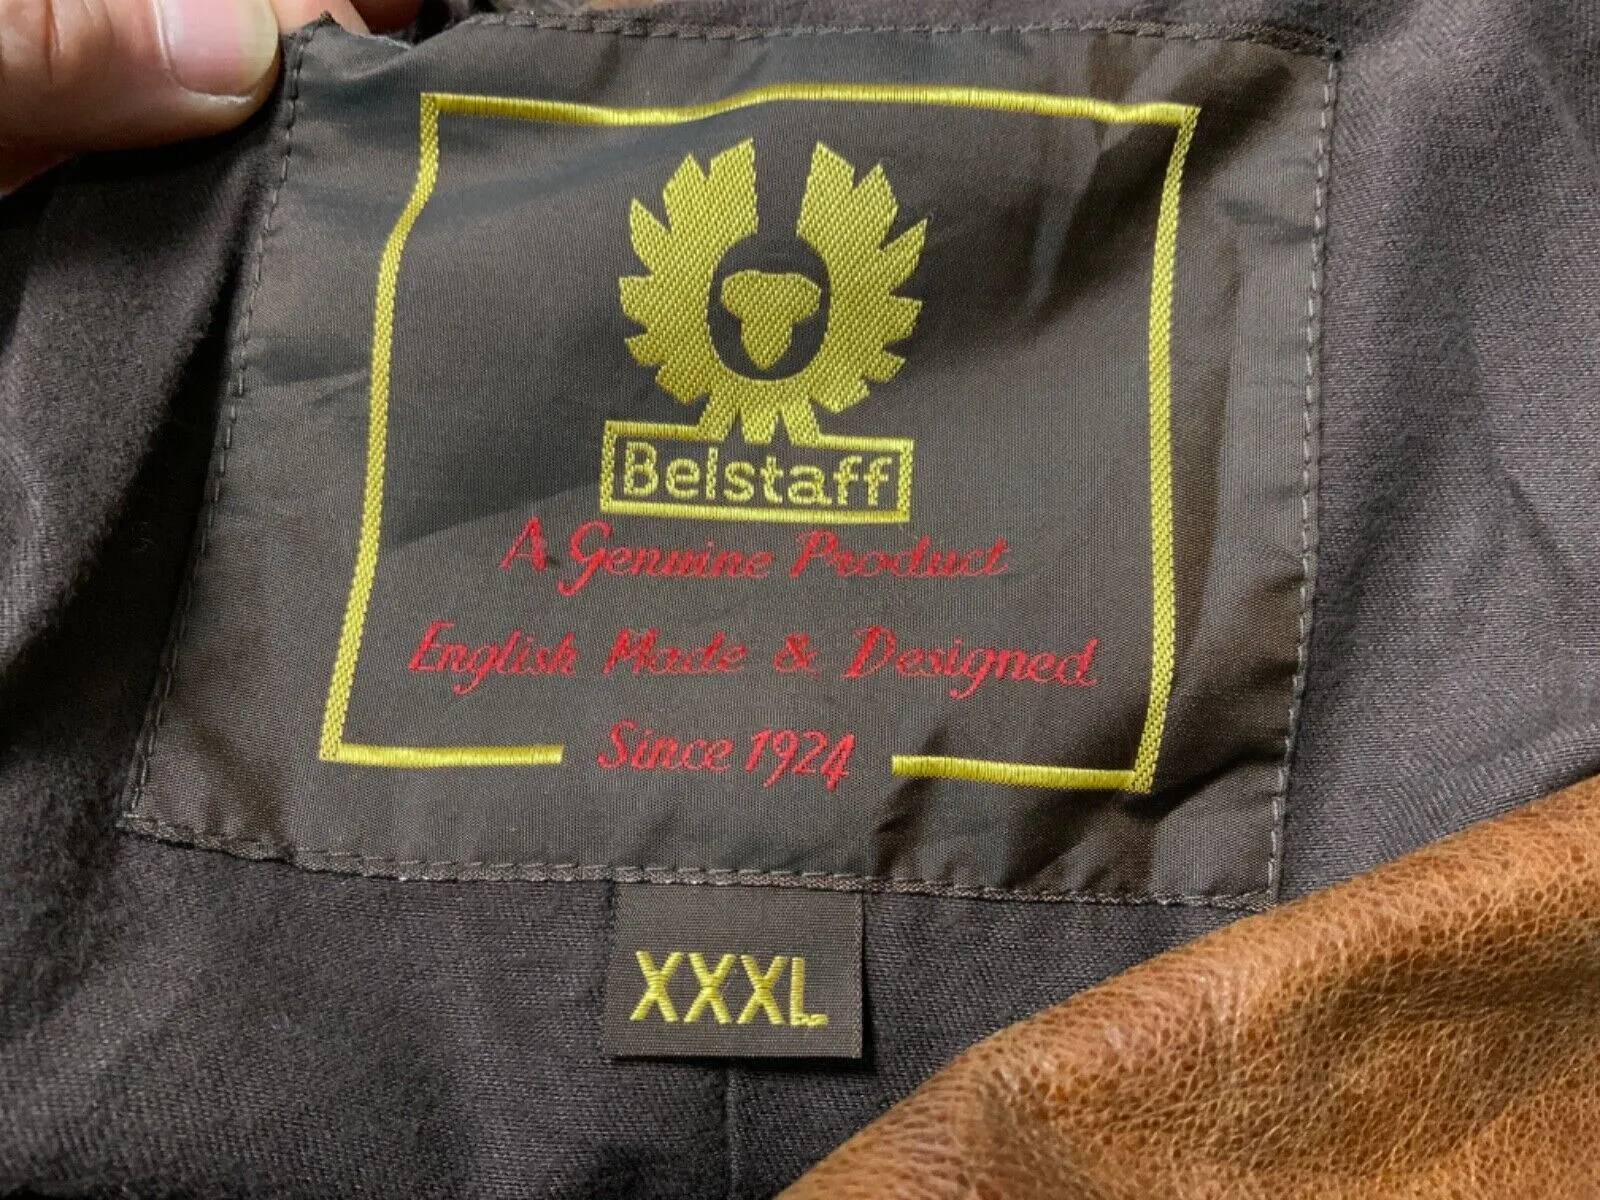 Belstaff
A Genuine Product
English Made & Designed
Since 1924
XXXL